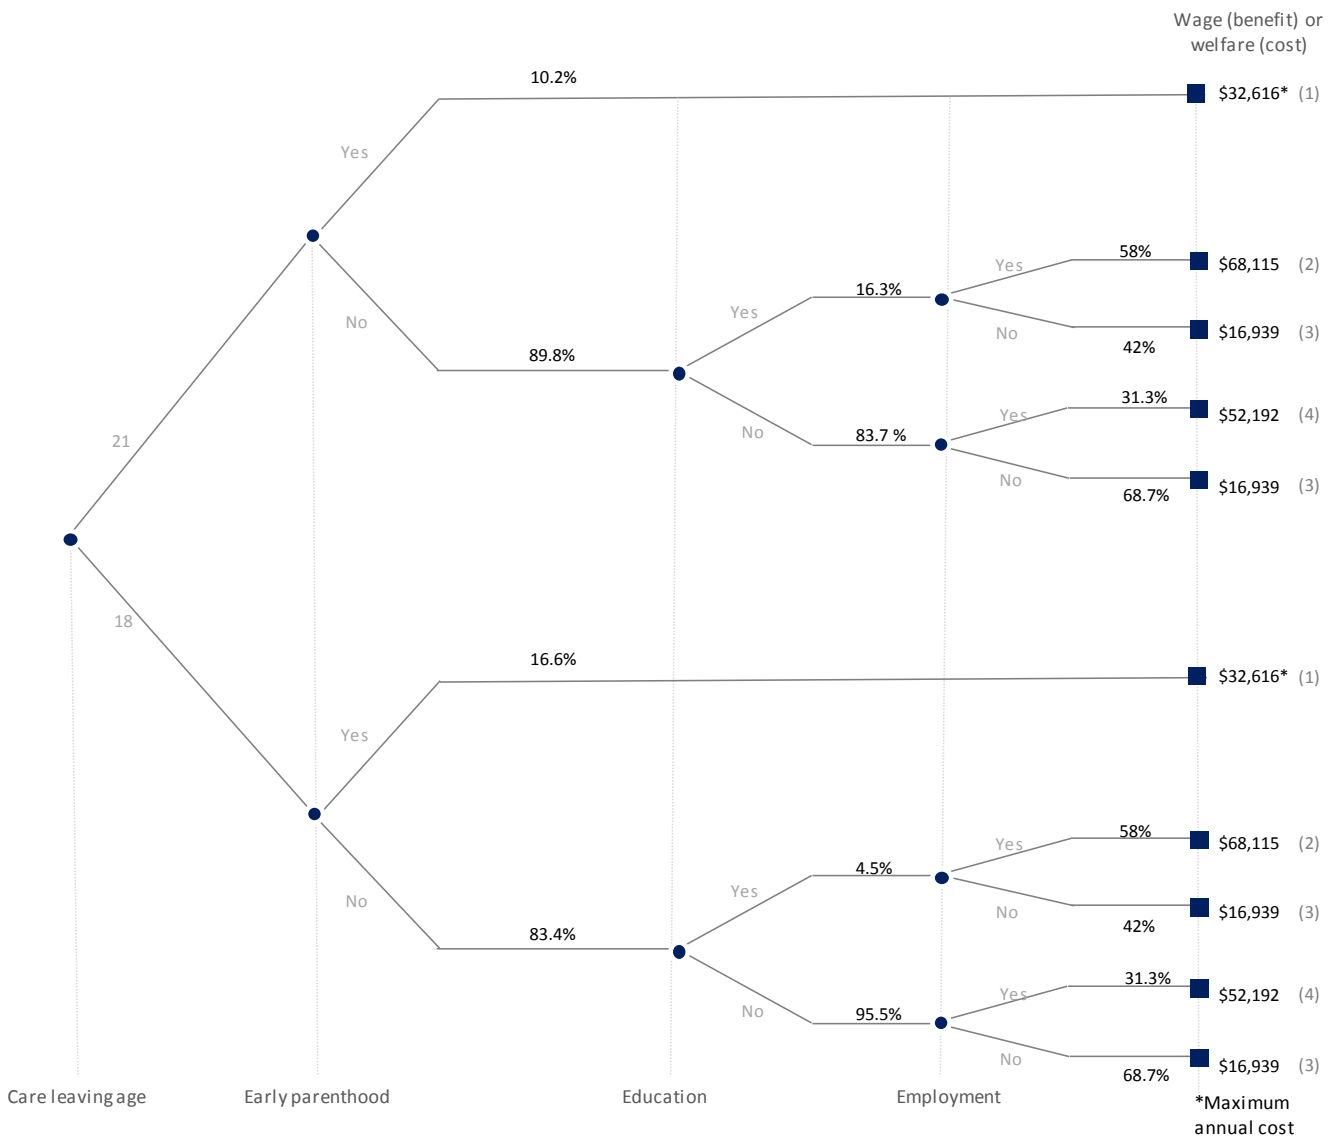 Wage (benefit) or
welfare (cost)
10.2%
$32,616* (1)
Yes
58%
Yes
$68,115 (2)
16.3%
Yes
No
$16,939 (3)
No
42%
89.8%
31.3%
Yes
$52,192 (4)
No
83.7 %
21
No
$16,939 (3)
68.7%
18
16.6%
$32,616* (1)
Yes
58%
Yes
$68,115 (2)
4.5%
Yes
No
No
$16,939 (3)
42%
83.4%
31.3%
Yes
$52,192 (4)
No
95.5%
No
$16,939 (3)
68.7%
Care leaving age Early parenthood Education Employment
*Maximum
annual cost